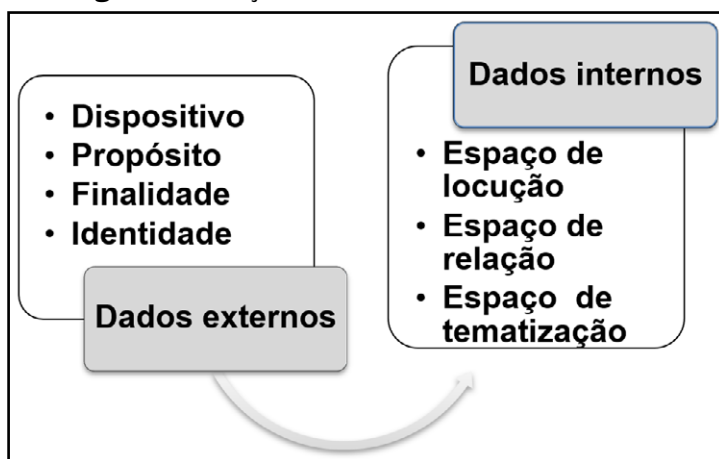 • Dispositivo
• Propósito
• Finalidade
• Identidade
Dados externos
Dados internos
• Espaço de
locução
• Espaço de
relação
• Espaço de
tematização